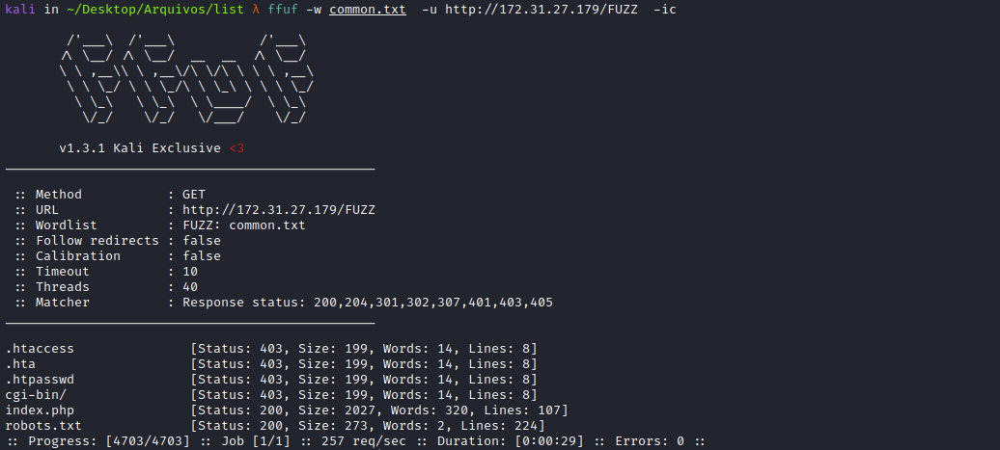 kali in ~/Desktop/Arquivos/list λ ffuf -w common.txt  -u http://172.31.27.179/FUZZ  -ic
        /'___\  /'___\           /'___\
       /\ \__/ /\ \__/  __  __  /\ \__/
       \ \ ,__\\ \ ,__\/\ \/\ \ \ \ ,__\
        \ \ \_/ \ \ \_/\ \ \_\ \ \ \ \_/
         \ \_\   \ \_\  \ \____/  \ \_\
          \/_/    \/_/   \/___/    \/_/
       v1.3.1 Kali Exclusive <3
________________________________________________
 :: Method           : GET
 :: URL              : http://172.31.27.179/FUZZ
 :: Wordlist         : FUZZ: common.txt
 :: Follow redirects : false
 :: Calibration      : false
 :: Timeout          : 10
 :: Threads          : 40
 :: Matcher          : Response status: 200,204,301,302,307,401,403,405
________________________________________________
.htaccess               [Status: 403, Size: 199, Words: 14, Lines: 8]
.hta                    [Status: 403, Size: 199, Words: 14, Lines: 8]
.htpasswd               [Status: 403, Size: 199, Words: 14, Lines: 8]
cgi-bin/                [Status: 403, Size: 199, Words: 14, Lines: 8]
index.php               [Status: 200, Size: 2027, Words: 320, Lines: 107]
robots.txt              [Status: 200, Size: 273, Words: 2, Lines: 224]
:: Progress: [4703/4703] :: Job [1/1] :: 257 req/sec :: Duration: [0:00:29] :: Errors: 0 ::